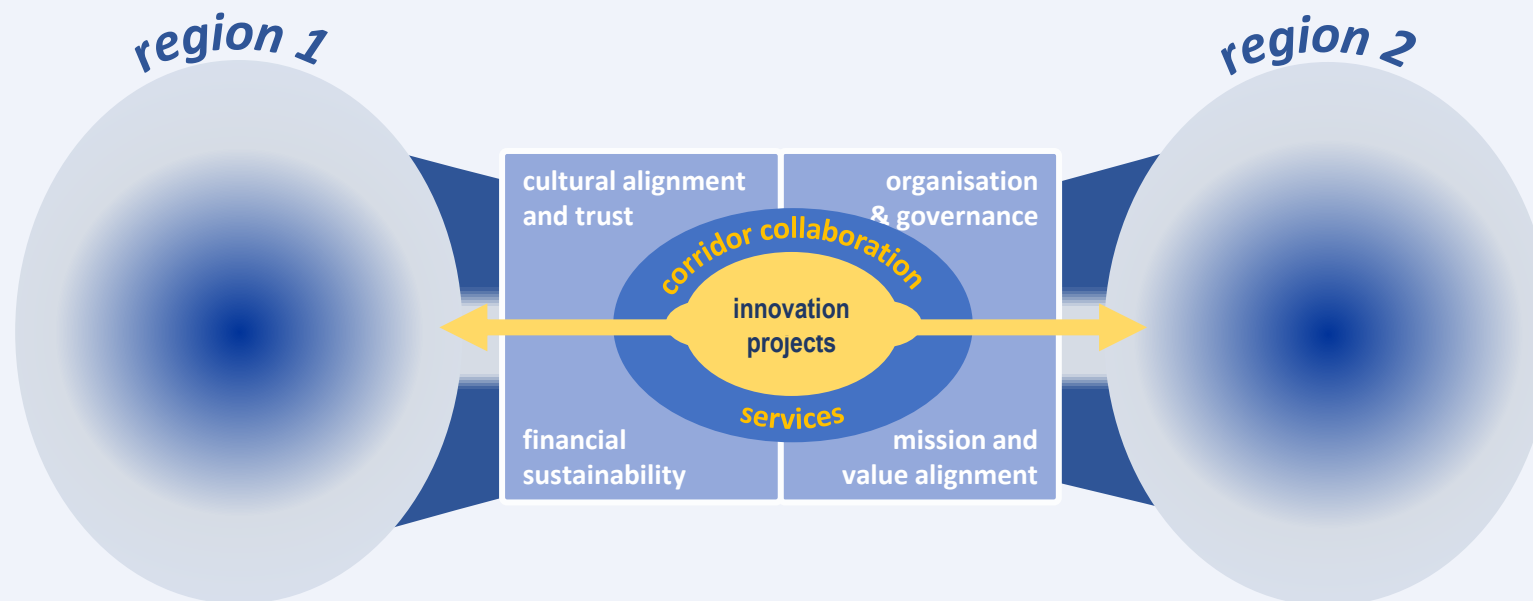 region 1
region 2
cultural alignment
and trust
organisation
& governance
corridor collaboration
innovation
projects
services
financial
sustainability
mission and
value alignment